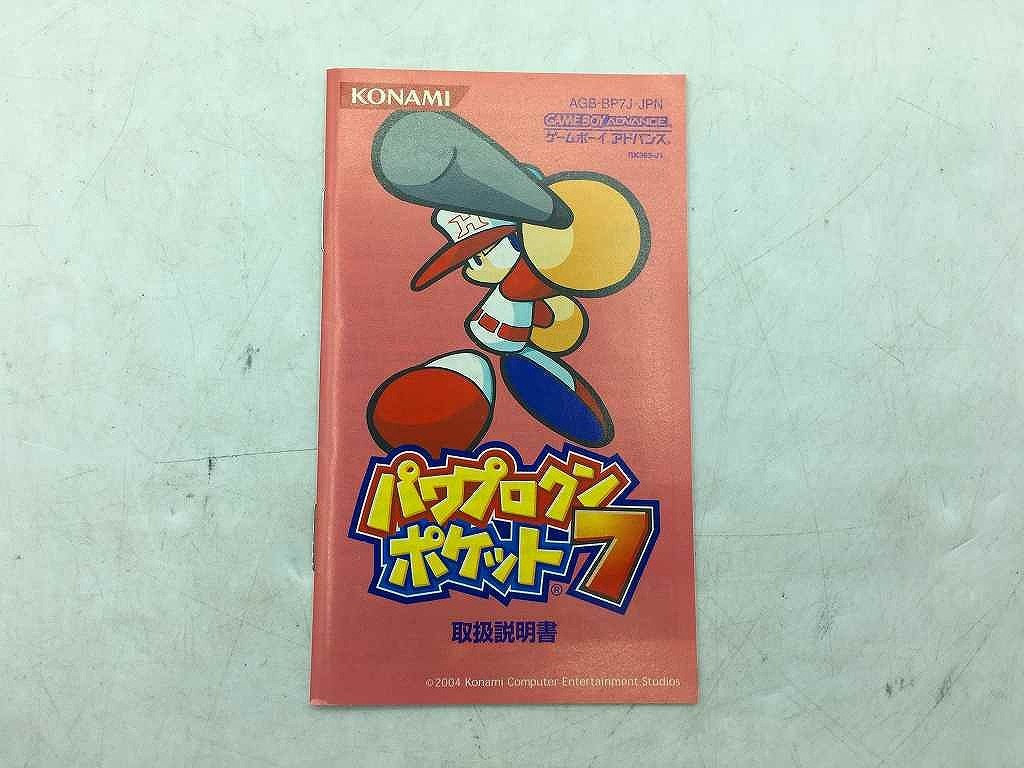 KONAMI
AGB-BP7J-JPN
GAME BOY ADVANCE
ゲームボーイアドバンス®
H
パワプロクン
ポケット7
®
取扱説明書
©2004 Konami Computer Entertainment Studios